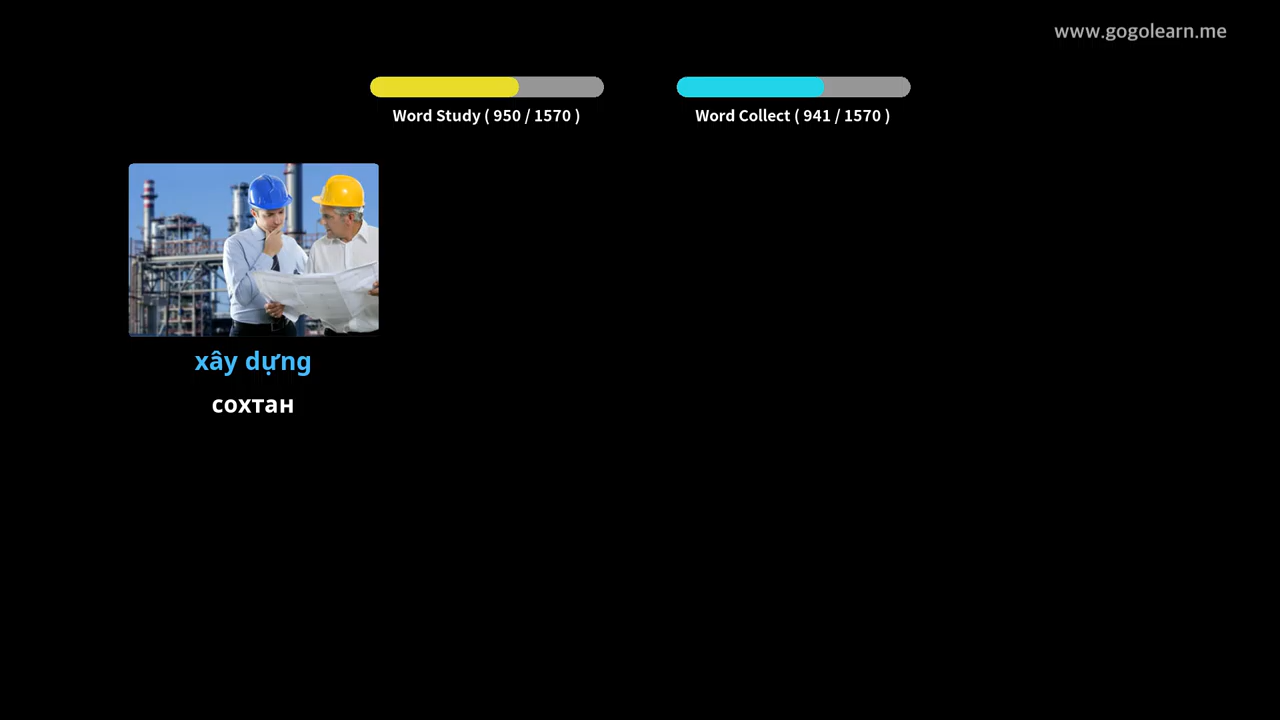 www.gogolearn.me
Word Study ( 950 / 1570 )
Word Collect ( 941 / 1570 )
xây dựng
сохтан